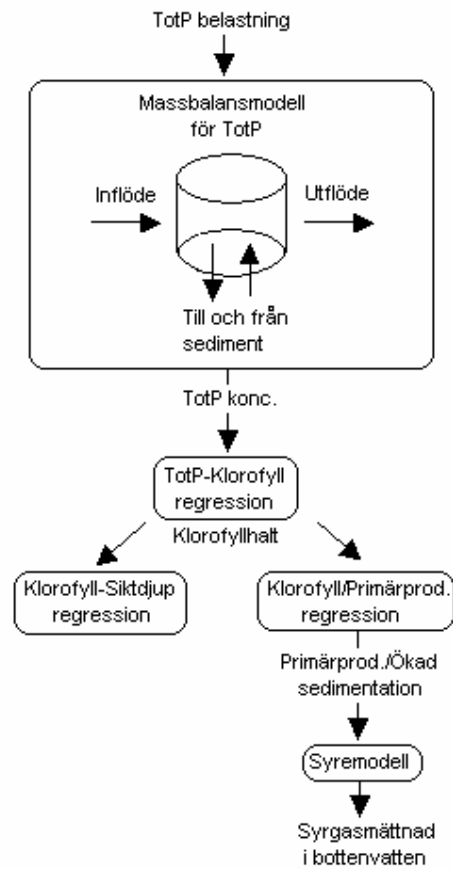 TotP belastning
Massbalansmodell
för TotP
Inflöde
Utflöde
Till och från
sediment
TotP konc.
TotP-Klorofyll
regression
Klorofyllhalt
Klorofyll-Siktdjup
regression
Klorofyll/Primärprod.
regression
Primärprod./Ökad
sedimentation
Syremodell
Syrgasmättnad
i bottenvatten